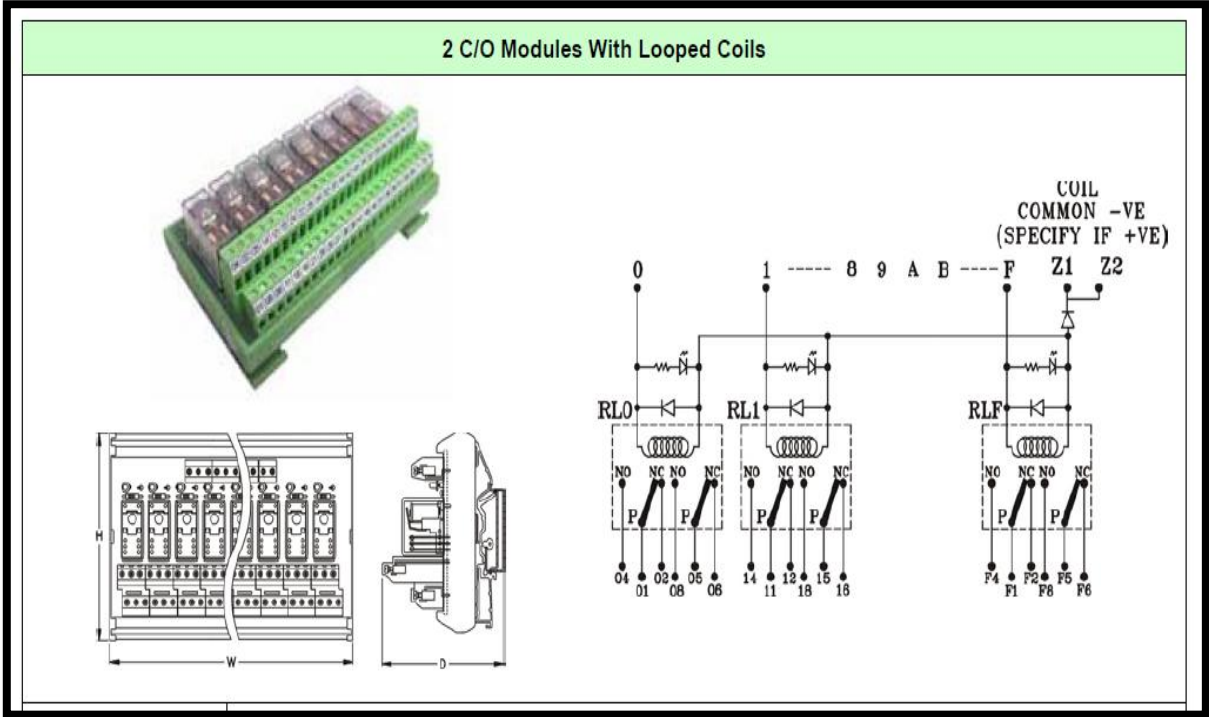 2 C/O Modules With Looped Coils
COIL
COMMON -VE
(SPECIFY IF +VE)
0 1 ----- 8 9 A B ---- F Z1 Z2
RL0 RL1 RLF
NO NC NO NC NO NC NO NC NO NC NO NC
P P P P P P
04 02 05 14 12 15 F4 F2 F5
01 08 06 11 18 16 F1 F8 F6
H
W
D